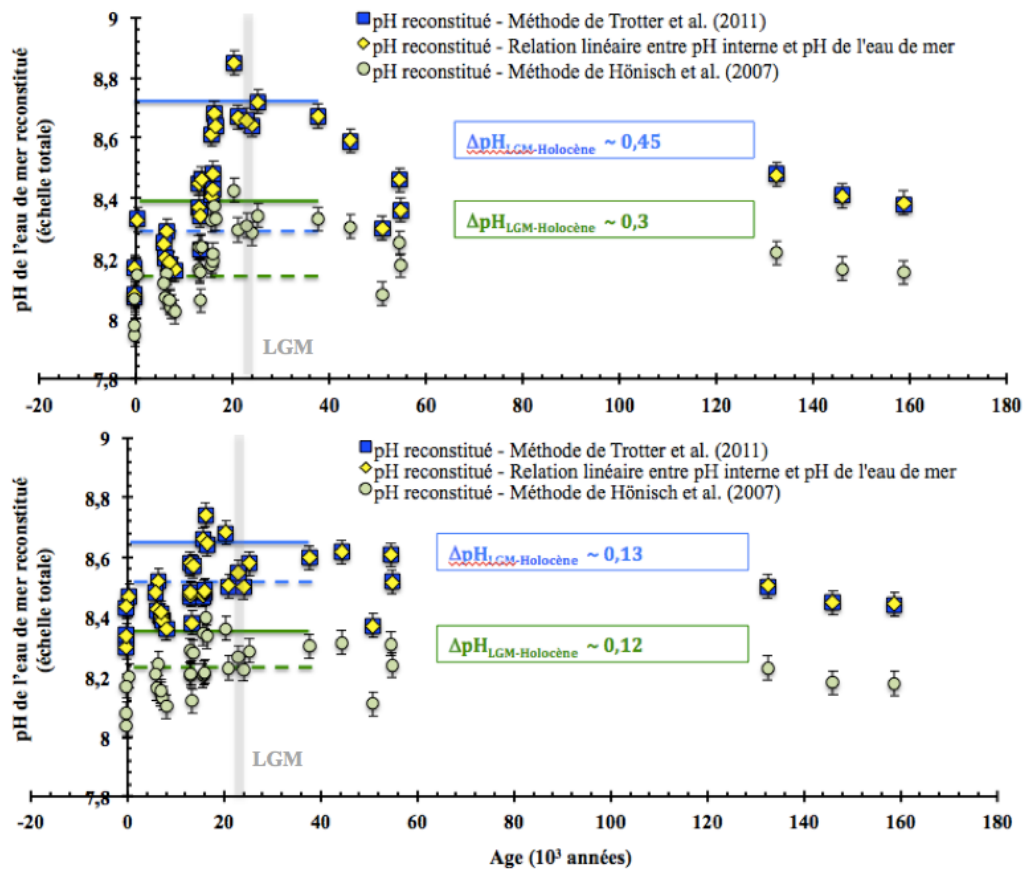 9
8,8
8,6
8,4
8,2
8
7,8
pH de l'eau de mer reconstitué
(échelle totale)
pH reconstitué - Méthode de Trotter et al. (2011)
pH reconstitué - Relation linéaire entre pH interne et pH de l'eau de mer
pH reconstitué - Méthode de Hönisch et al. (2007)
ΔpHLGM-Holocène ~ 0,45
ΔpHLGM-Holocène ~ 0,3
LGM
-20 0 20 40 60 80 100 120 140 160 180
9
8,8
8,6
8,4
8,2
8
7,8
pH de l'eau de mer reconstitué
(échelle totale)
pH reconstitué - Méthode de Trotter et al. (2011)
pH reconstitué - Relation linéaire entre pH interne et pH de l'eau de mer
pH reconstitué - Méthode de Hönisch et al. (2007)
ΔpHLGM-Holocène ~ 0,13
ΔpHLGM-Holocène ~ 0,12
LGM
-20 0 20 40 60 80 100 120 140 160 180
Age (10³ années)